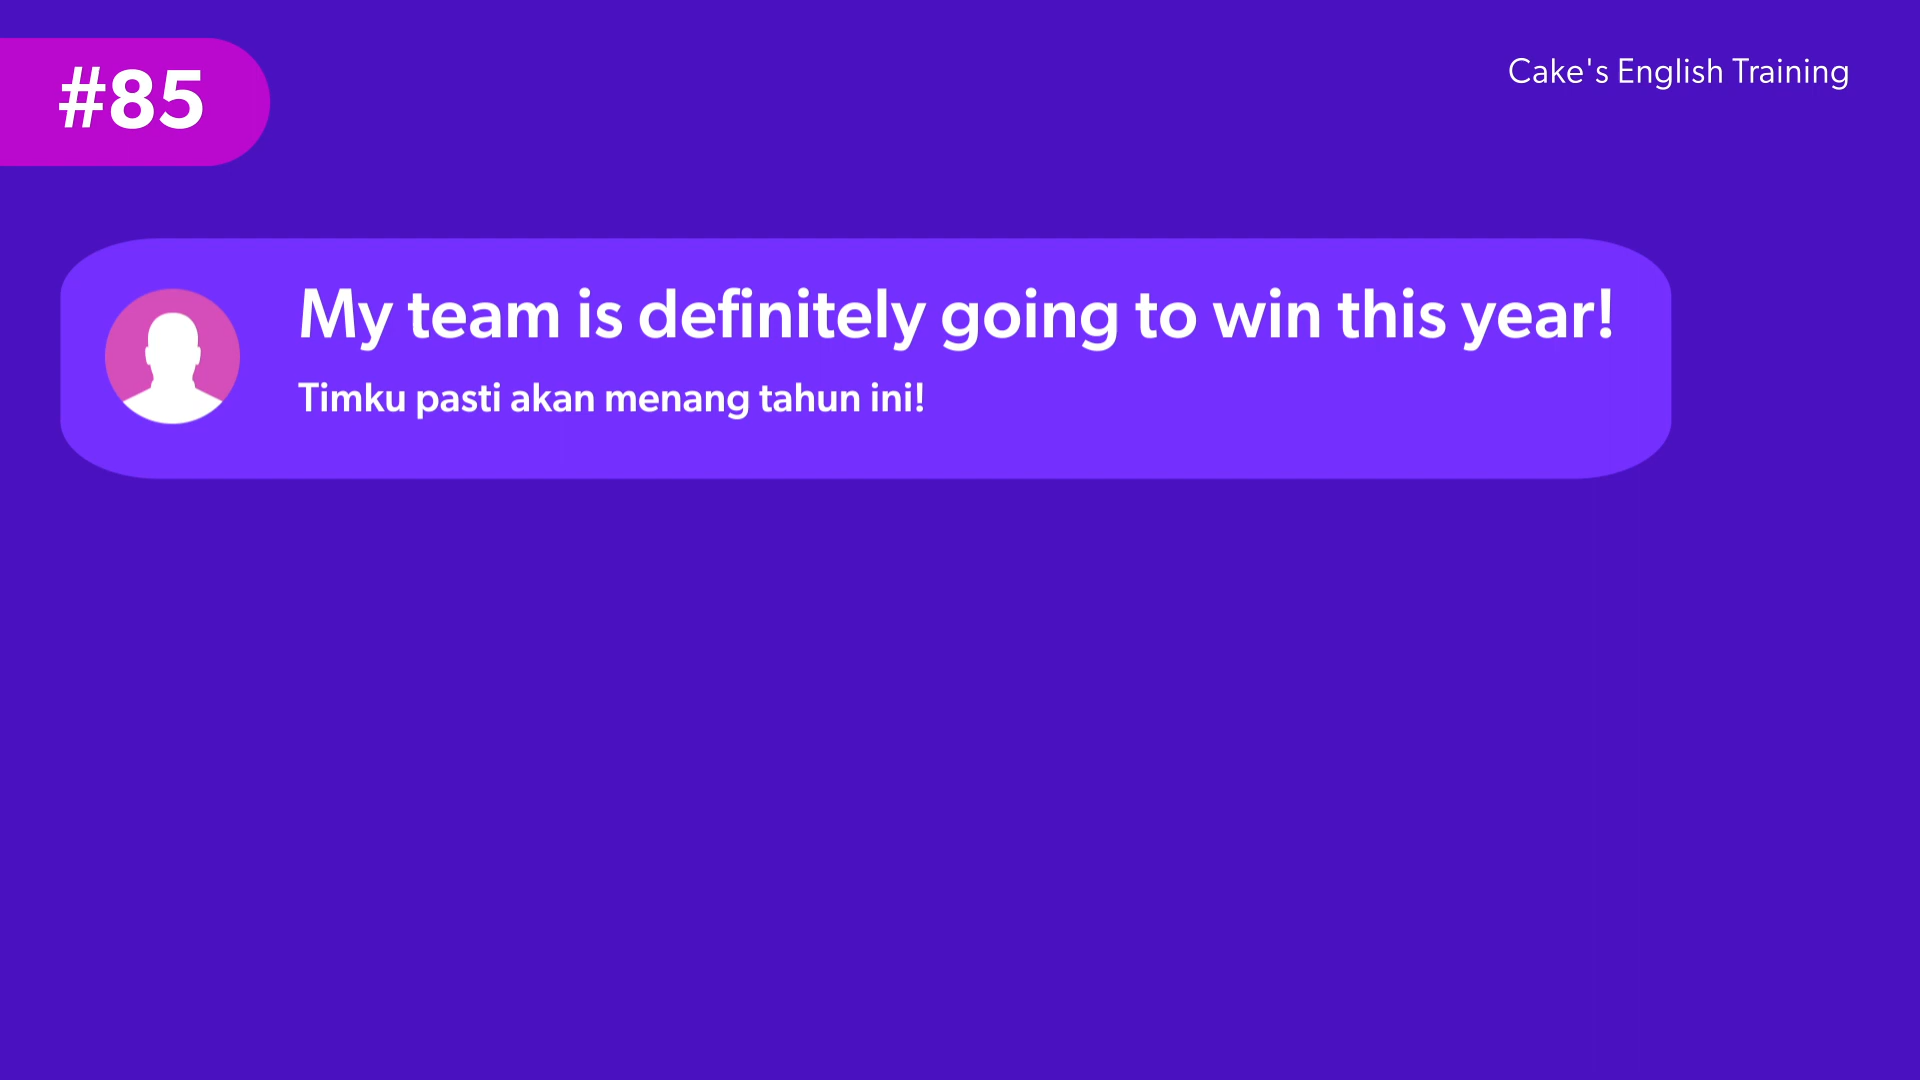 #85
Cake's English Training
My team is definitely going to win this year!
Timku pasti akan menang tahun ini!